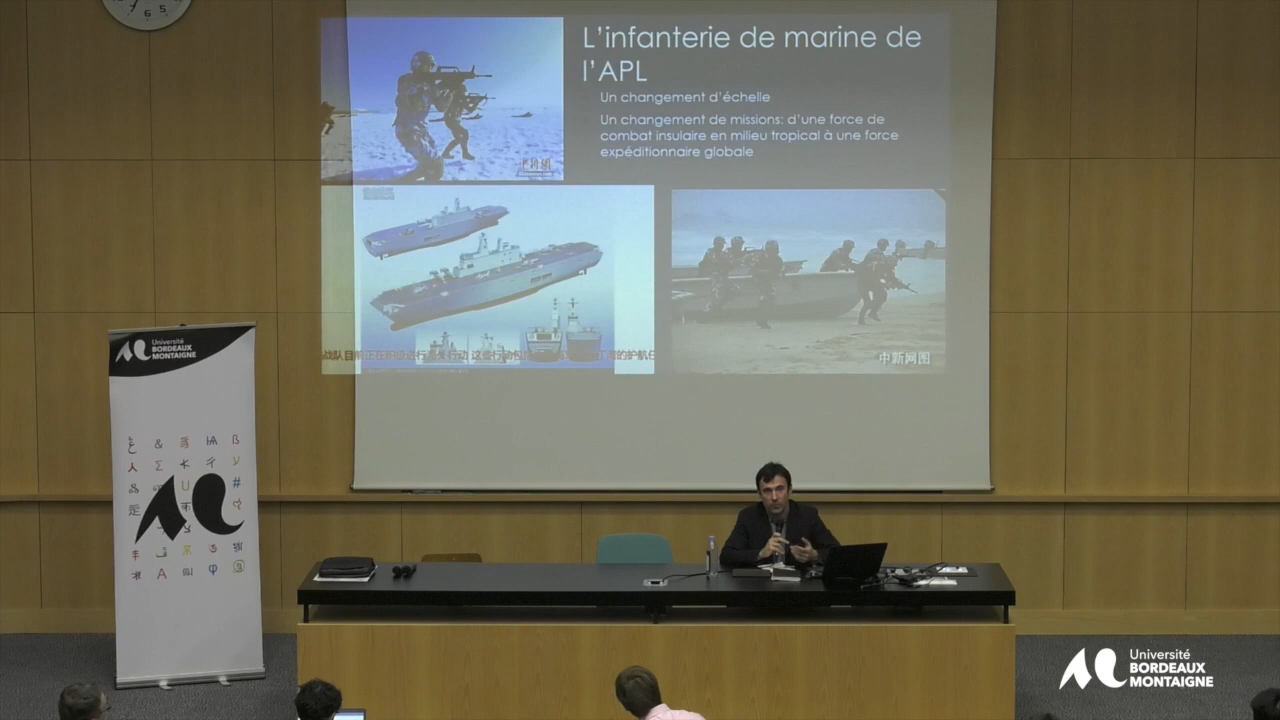 L'infanterie de marine de
l'APL
Un changement d'échelle
Un changement de missions: d'une force de
combat insulaire en milieu tropical à une force
expéditionnaire globale
中新网图
Université
BORDEAUX
MONTAIGNE
Université
BORDEAUX
MONTAIGNE